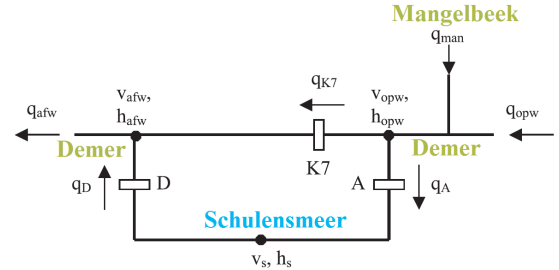 Mangelbeek
q_man
q_K7
v_afw,
h_afw
v_opw,
h_opw
q_afw
q_opw
Demer
Demer
K7
q_D
D
A
q_A
Schulensmeer
v_s, h_s